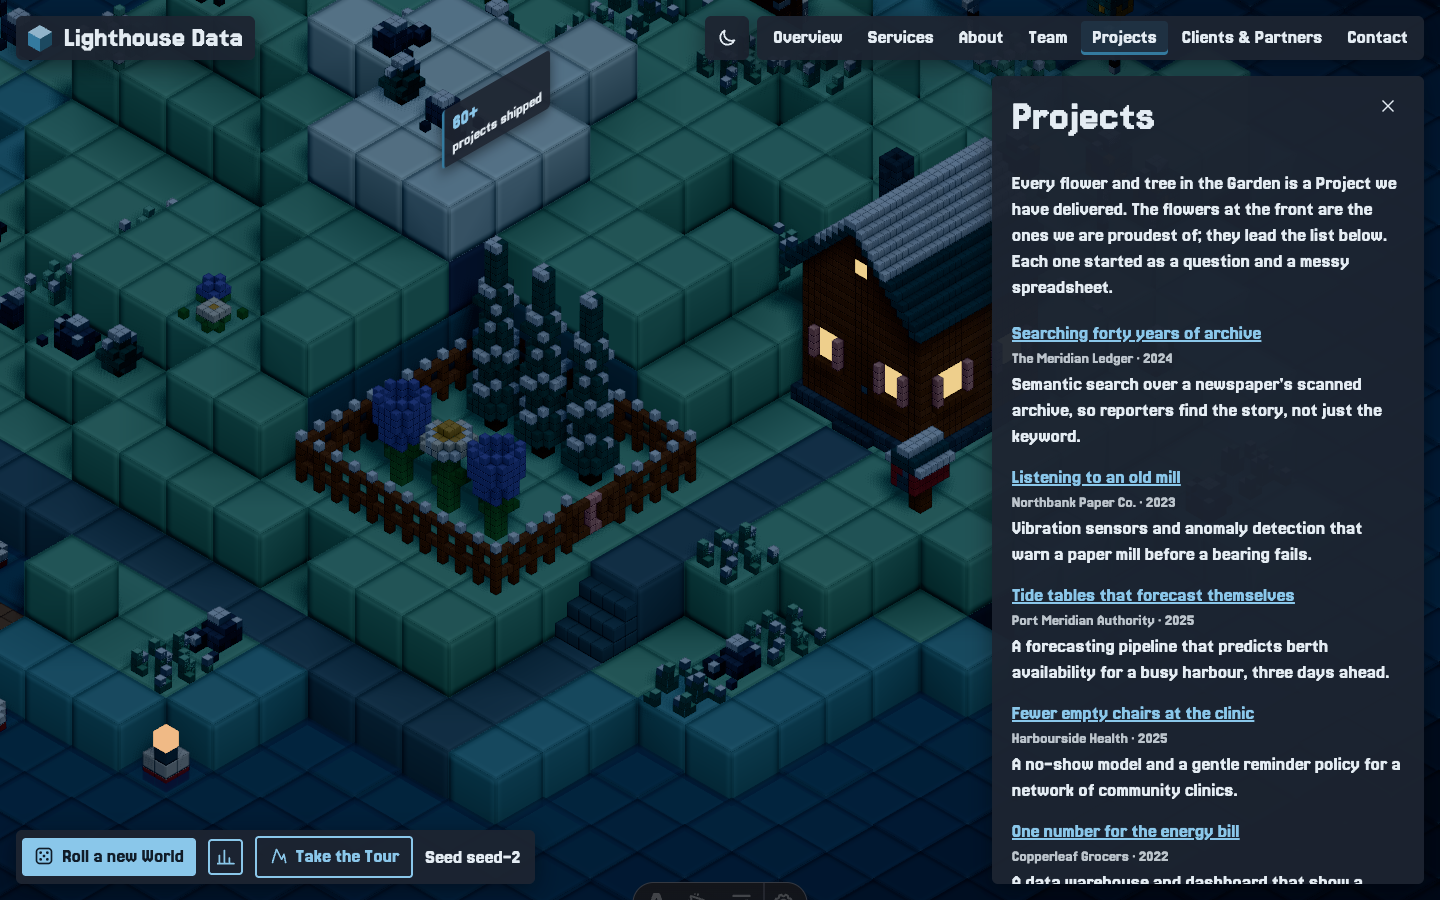 Lighthouse Data
Overview
Services
About
Team
Projects
Clients & Partners
Contact
60+
projects shipped
Projects
Every flower and tree in the Garden is a Project we
have delivered. The flowers at the front are the
ones we are proudest of; they lead the list below.
Each one started as a question and a messy
spreadsheet.
Searching forty years of archive
The Meridian Ledger · 2024
Semantic search over a newspaper's scanned
archive, so reporters find the story, not just the
keyword.
Listening to an old mill
Northbank Paper Co. · 2023
Vibration sensors and anomaly detection that
warn a paper mill before a bearing fails.
Tide tables that forecast themselves
Port Meridian Authority · 2025
A forecasting pipeline that predicts berth
availability for a busy harbour, three days ahead.
Fewer empty chairs at the clinic
Harbourside Health · 2025
A no-show model and a gentle reminder policy for a
network of community clinics.
One number for the energy bill
Copperleaf Grocers · 2022
A data warehouse and dashboard that show a
Roll a new World
Take the Tour
Seed seed-2